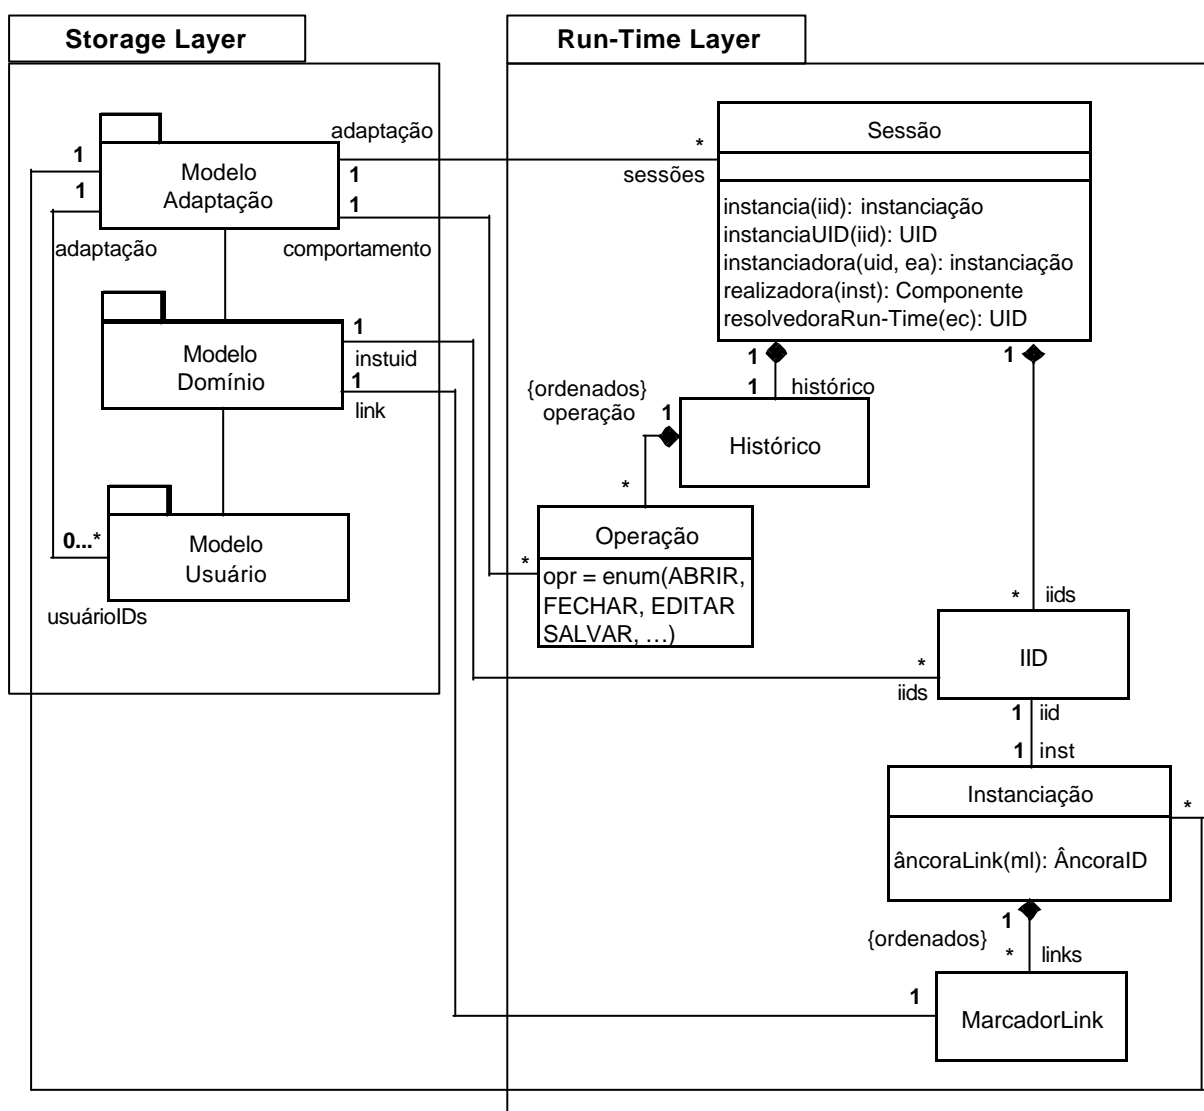 Storage Layer
Run-Time Layer
adaptação
*
Sessão
1
Modelo
Adaptação
1
sessões
1
1
instancia(iid): instanciação
instanciaUID(iid): UID
instanciadora(uid, ea): instanciação
realizadora(inst): Componente
resolvedoraRun-Time(ec): UID
adaptação
comportamento
1
instuid
Modelo
Domínio
1
link
1
1
{ordenados}
operação
1
1
histórico
Histórico
*
Operação
opr = enum(ABRIR,
FECHAR, EDITAR
SALVAR, …)
*
0...*
Modelo
Usuário
usuárioIDs
*
iids
IID
*
iids
1
iid
1
inst
Instanciação
*
âncoraLink(ml): ÂncoraID
1
{ordenados}
*
links
1
MarcadorLink